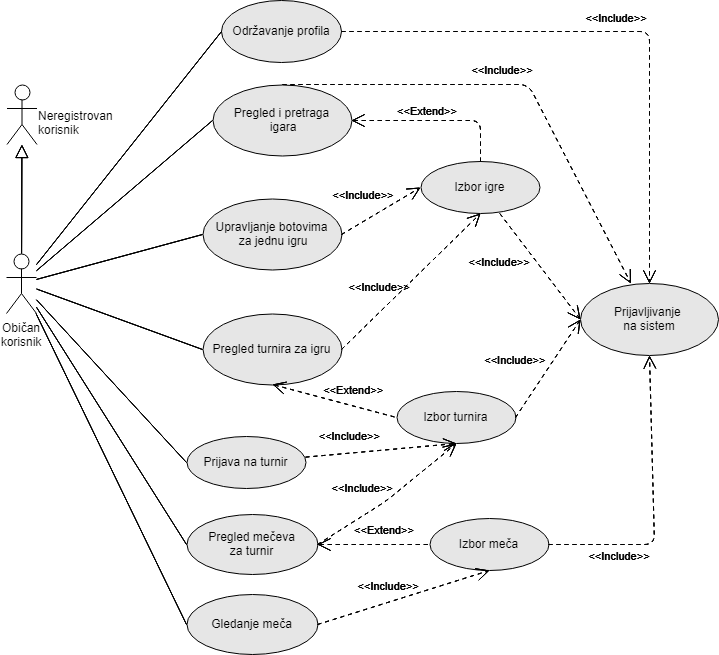 <<Include>>
Održavanje profila
<<Include>>
Neregistrovan
korisnik
Pregled i pretraga
igara
<<Extend>>
Izbor igre
<<Include>>
Upravljanje botovima
za jednu igru
<<Include>>
<<Include>>
Prijavljivanje
na sistem
Običan
korisnik
Pregled turnira za igru
<<Include>>
<<Extend>>
Izbor turnira
<<Include>>
Prijava na turnir
<<Include>>
Pregled mečeva
za turnir
<<Extend>>
Izbor meča
<<Include>>
<<Include>>
Gledanje meča